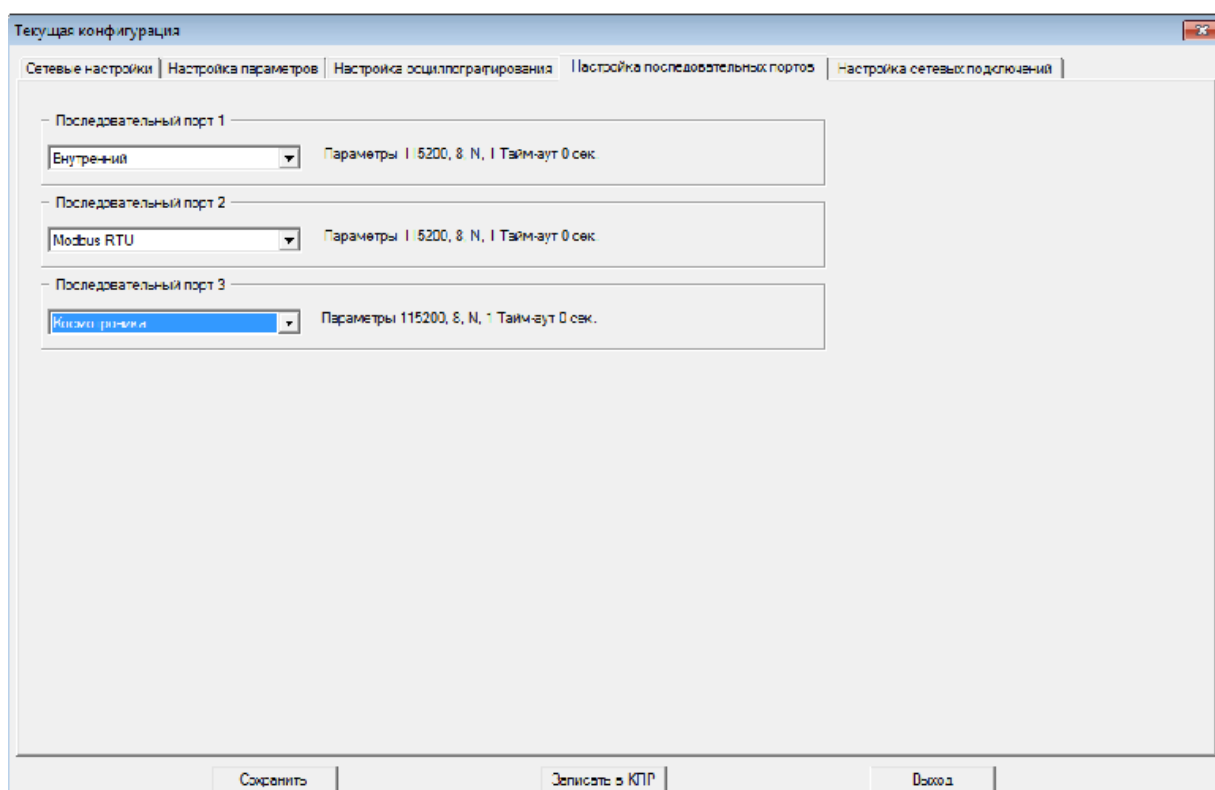 Текущая конфигурация
Сетевые настройки Настройка параметров Настройка осциллографирования Настройка последовательных портов Настройка сетевых подключений
Последовательный порт 1
Внутренний Параметры 115200, 8, N, 1 Тайм-аут 0 сек.
Последовательный порт 2
Modbus RTU Параметры 115200, 8, N, 1 Тайм-аут 0 сек.
Последовательный порт 3
Космотроника Параметры 115200, 8, N, 1 Тайм-аут 0 сек.
Сохранить Записать в КПР Выход